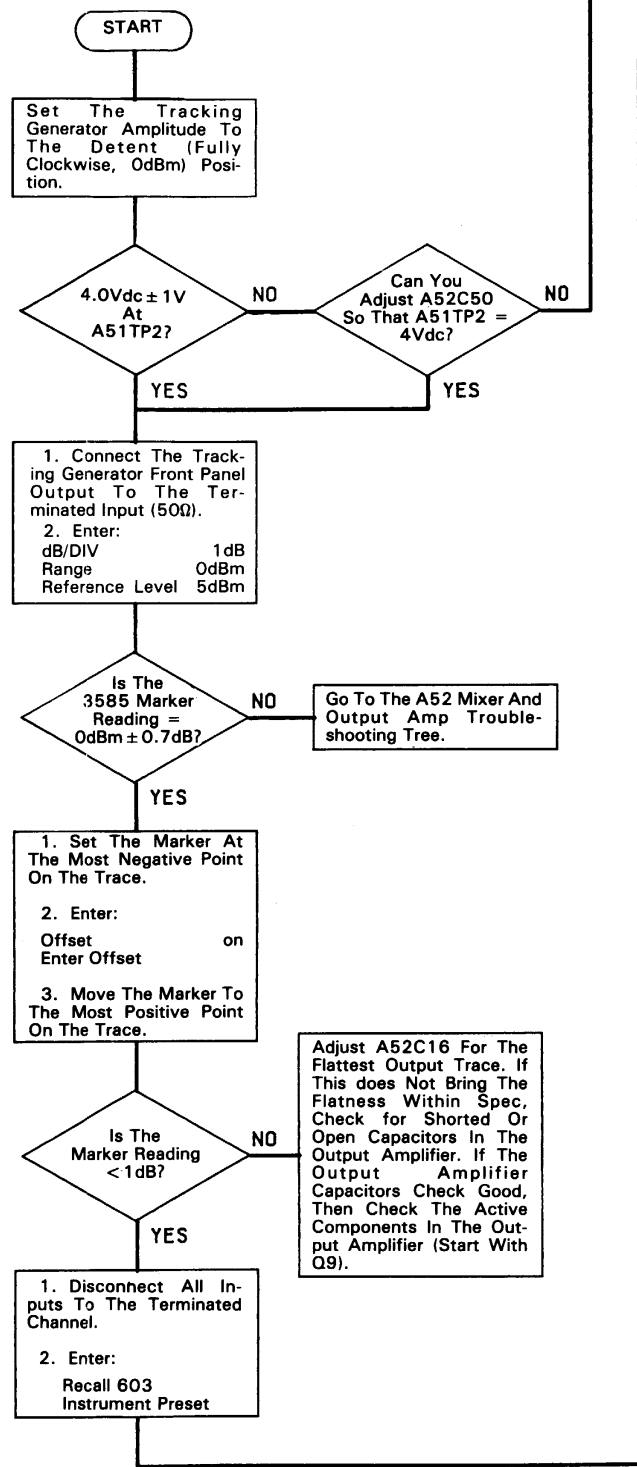 START
Set The Tracking
Generator Amplitude To
The Detent (Fully
Clockwise, 0dBm) Posi-
tion.
4.0Vdc ± 1V
At
A51TP2?
NO
Can You
Adjust A52C50
So That A51TP2 =
4Vdc?
NO
YES
YES
1. Connect The Track-
ing Generator Front Panel
Output To The Ter-
minated Input (50Ω).
2. Enter:
dB/DIV 1dB
Range 0dBm
Reference Level 5dBm
Is The
3585 Marker
Reading =
0dBm ± 0.7dB?
NO
Go To The A52 Mixer And
Output Amp Trouble-
shooting Tree.
YES
1. Set The Marker At
The Most Negative Point
On The Trace.
2. Enter:
Offset on
Enter Offset
3. Move The Marker To
The Most Positive Point
On The Trace.
Is The
Marker Reading
< 1dB?
NO
Adjust A52C16 For The
Flattest Output Trace. If
This does Not Bring The
Flatness Within Spec,
Check for Shorted Or
Open Capacitors In The
Output Amplifier. If The
Output Amplifier
Capacitors Check Good,
Then Check The Active
Components In The Out-
put Amplifier (Start With
Q9).
YES
1. Disconnect All In-
puts To The Terminated
Channel.
2. Enter:
Recall 603
Instrument Preset